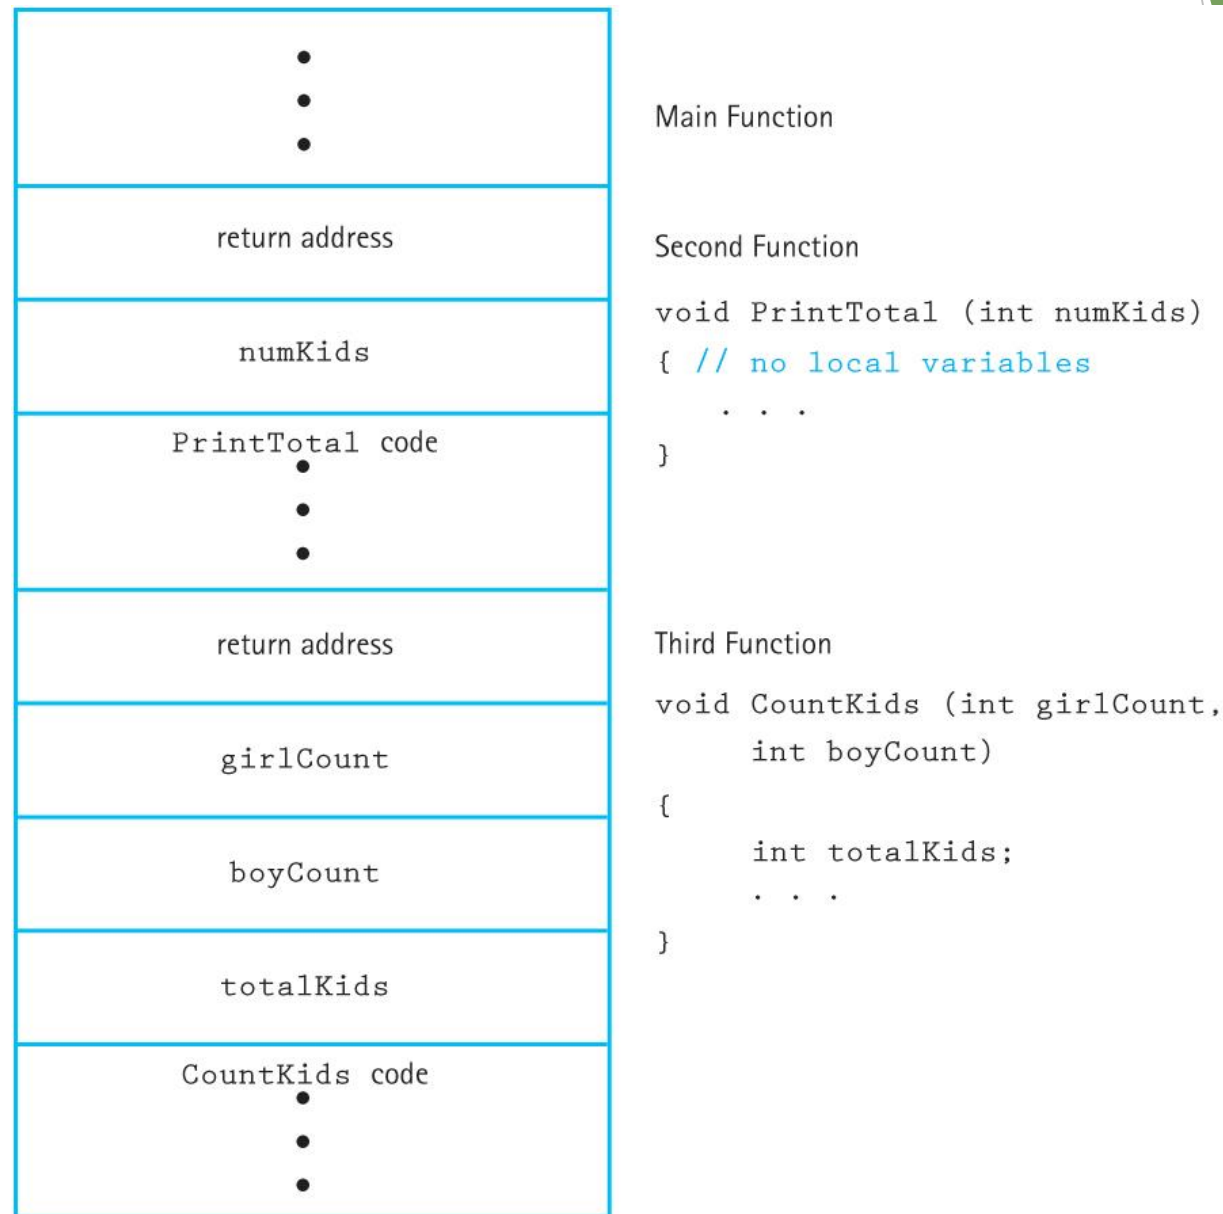 Main Function
return address
Second Function
void PrintTotal (int numKids)
numKids
{ // no local variables
. . .
PrintTotal code
}
return address
Third Function
void CountKids (int girlCount,
girlCount
int boyCount)
{
int totalKids;
boyCount
. . .
}
totalKids
CountKids code